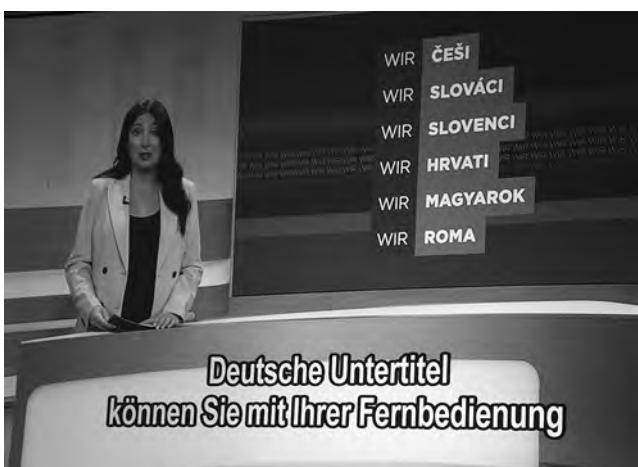 WIR ČEŠI
WIR SLOVÁCI
WIR SLOVENCI
WIR HRVATI
WIR MAGYAROK
WIR ROMA
Deutsche Untertitel
können Sie mit Ihrer Fernbedienung